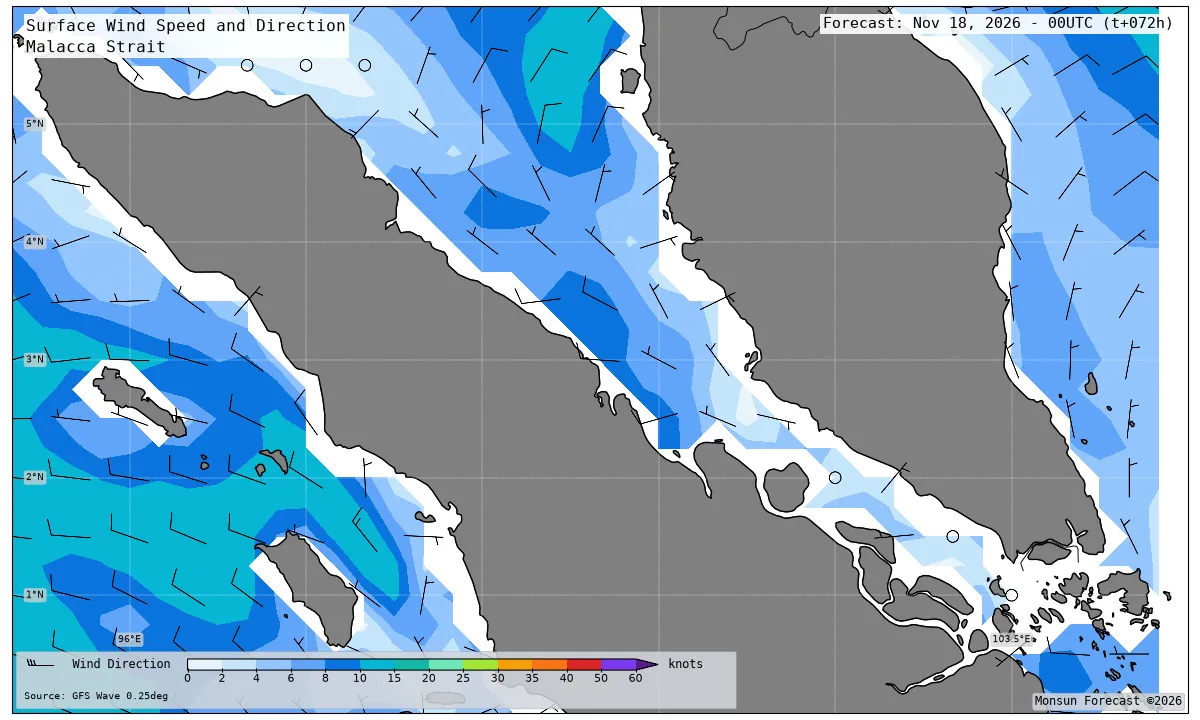 Surface Wind Speed and Direction
Malacca Strait
Forecast: Nov 18, 2026 - 00UTC (t+072h)
5°N
4°N
3°N
2°N
1°N
96°E
103.5°E
Wind Direction
knots
0 2 4 6 8 10 12 15 20 25 30 35 40 50 60
Source: GFS Wave 0.25deg
Monsun Forecast ©2026